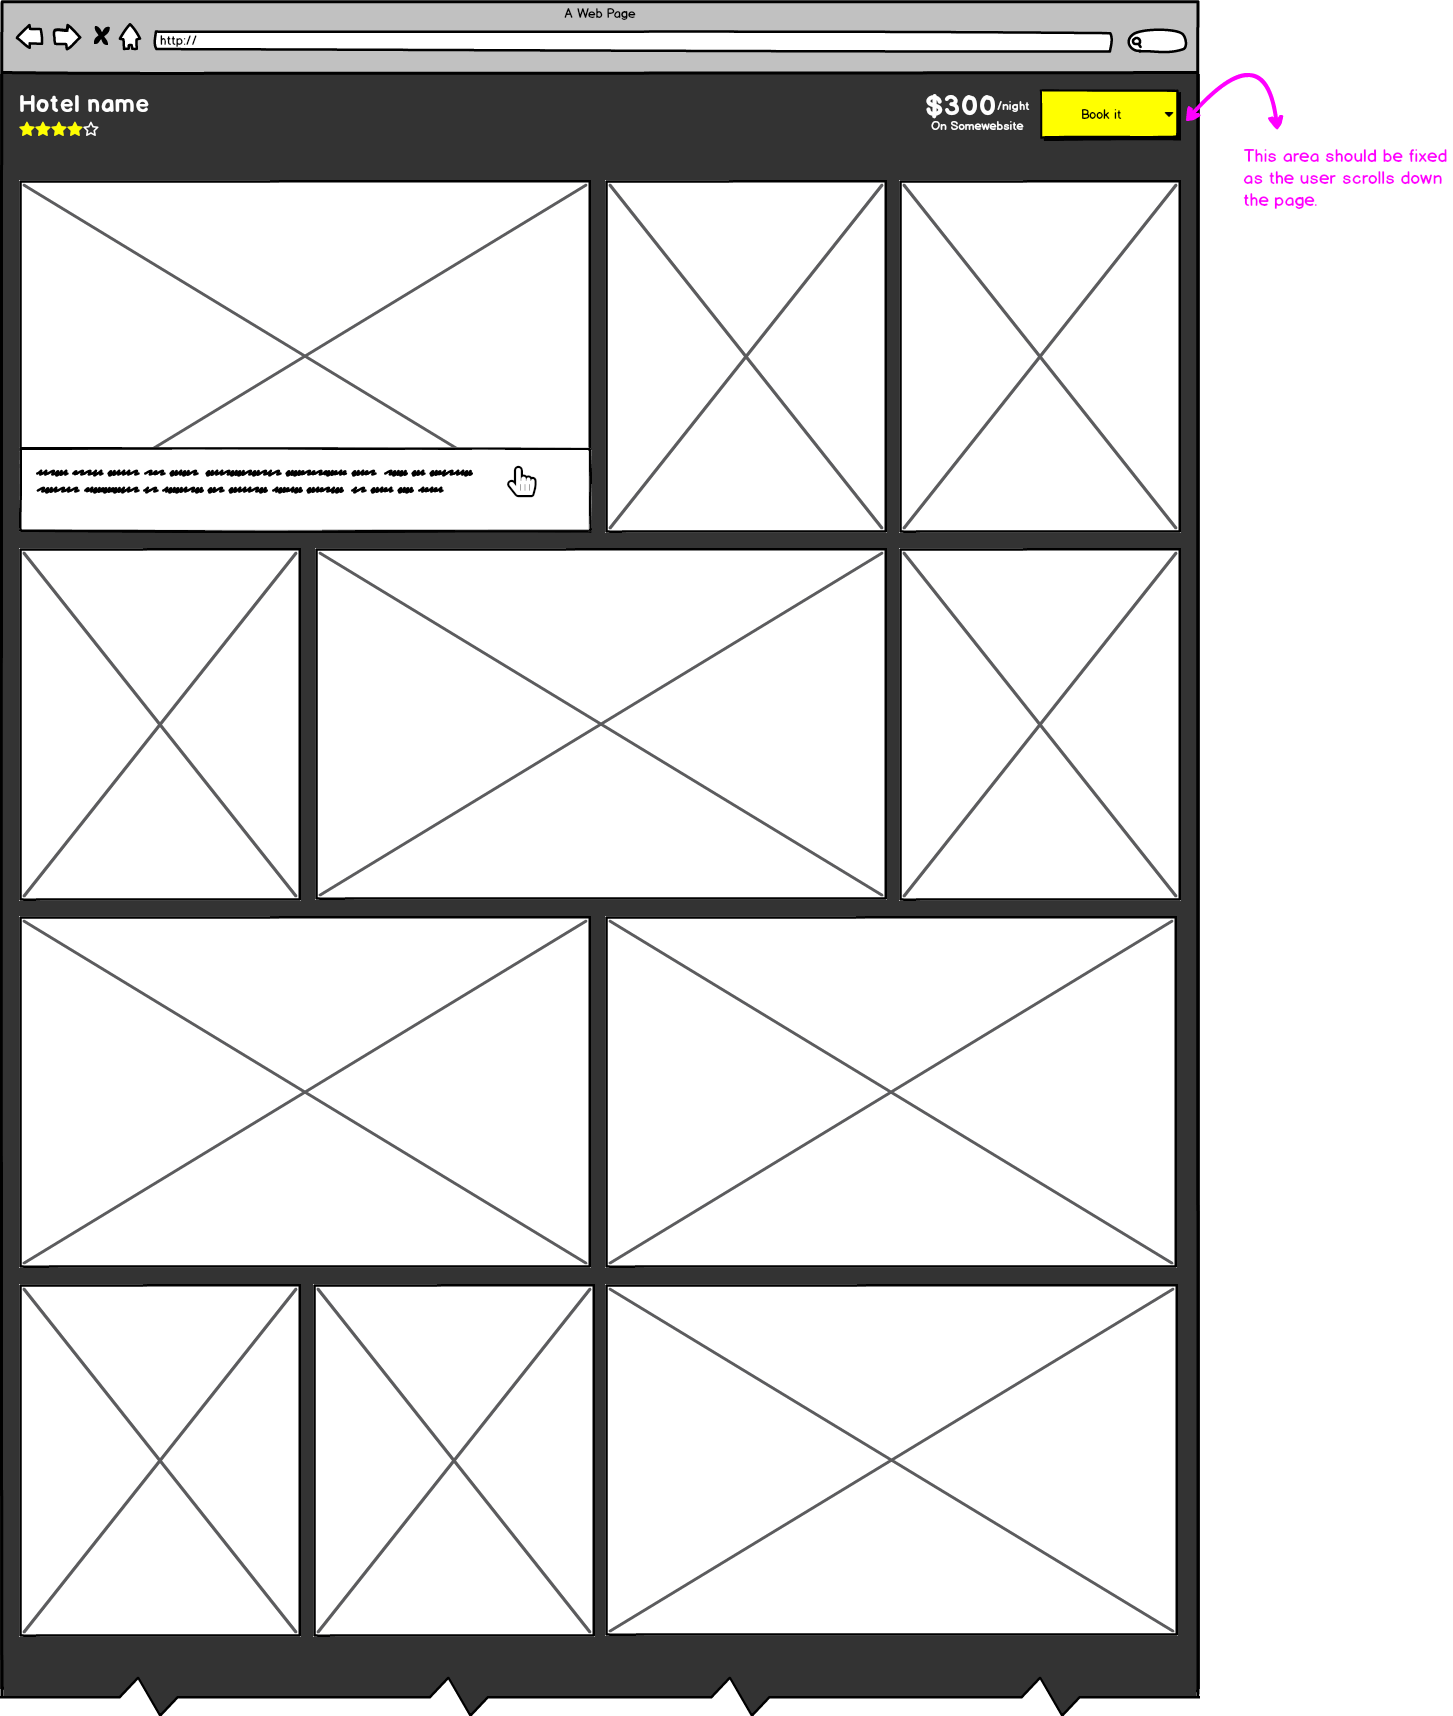 A Web Page
http://
Hotel name
$300/night
On Somewebsite
Book it
This area should be fixed
as the user scrolls down
the page.